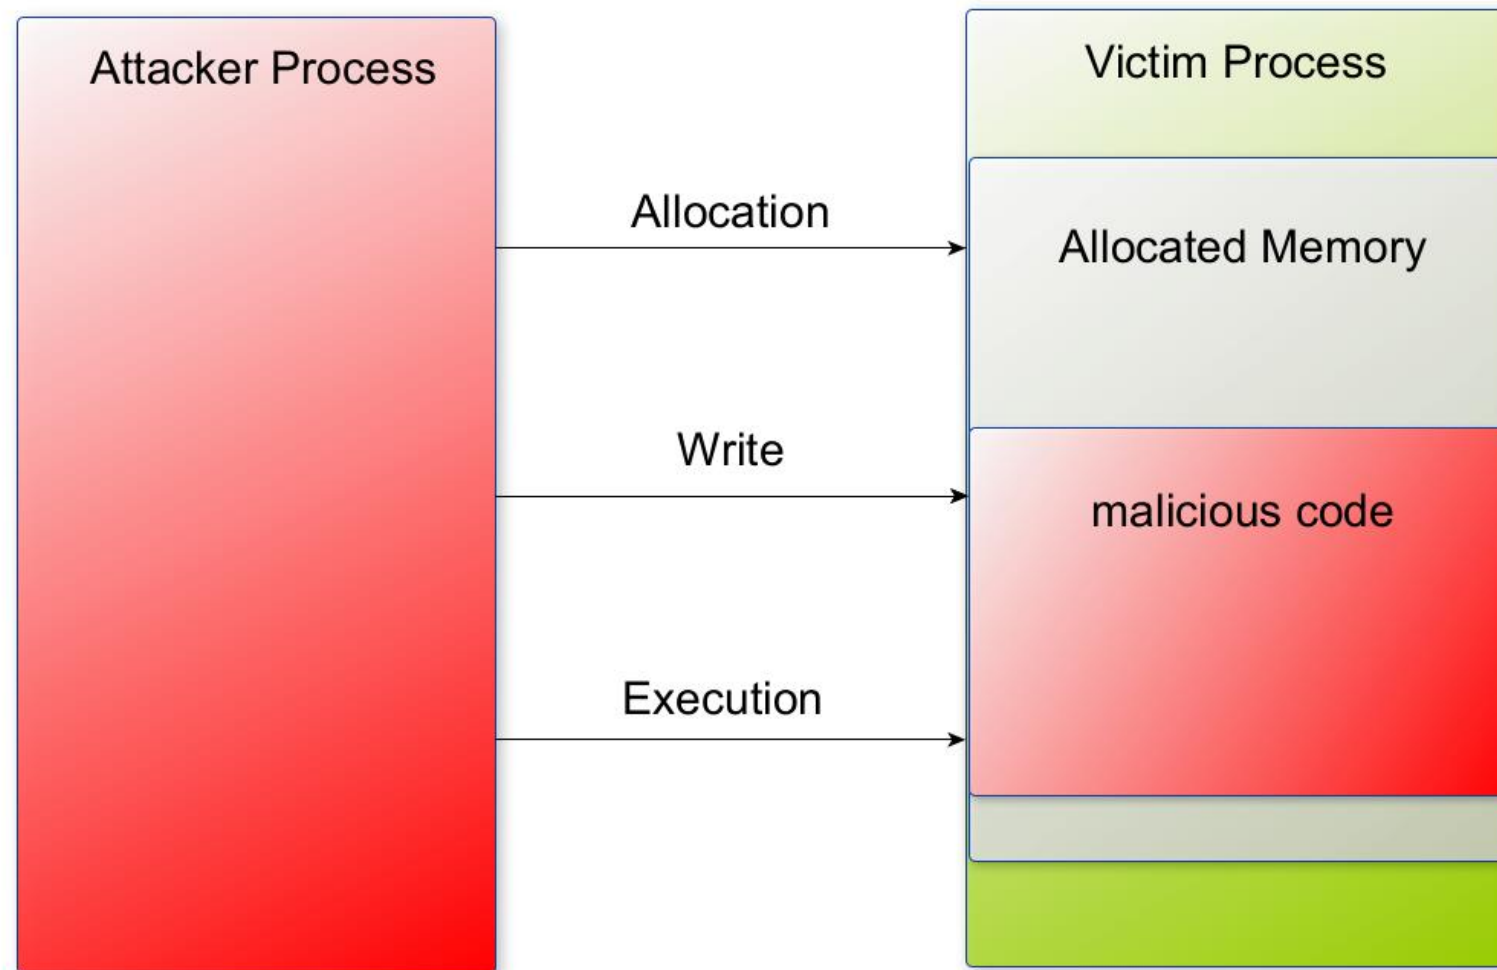 Attacker Process
Victim Process
Allocation
Allocated Memory
Write
malicious code
Execution